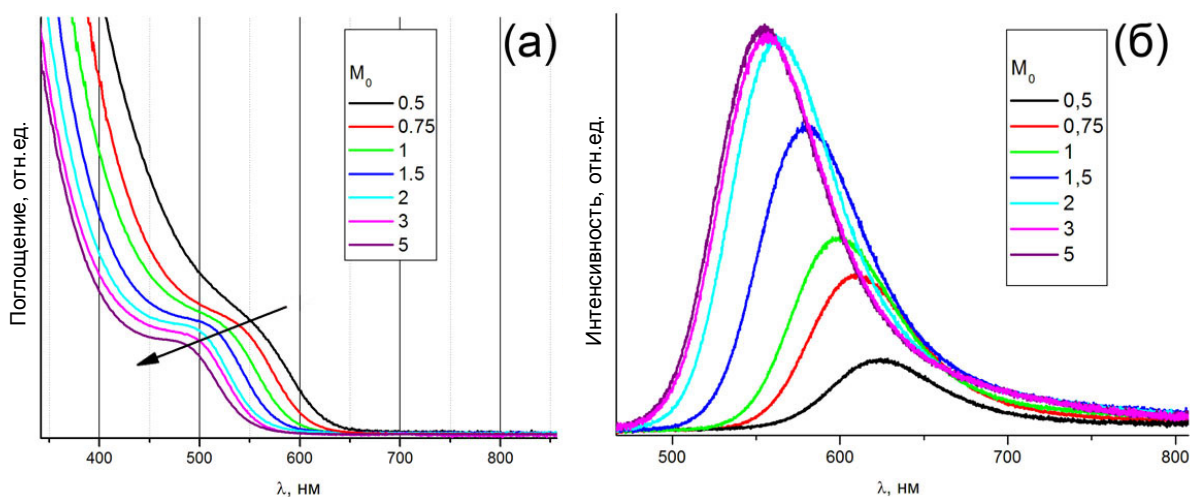 (а)
M₀
0.5
0.75
1
1.5
2
3
5
Поглощение, отн.ед.
400 500 600 700 800
λ, нм
(б)
M₀
0,5
0,75
1
1,5
2
3
5
Интенсивность, отн.ед.
500 600 700 800
λ, нм